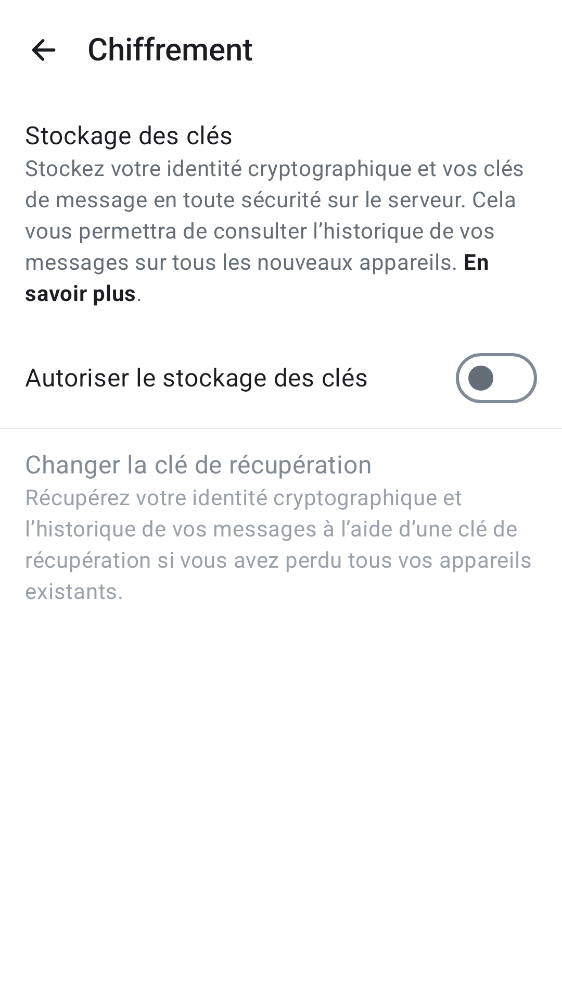 Chiffrement
Stockage des clés
Stockez votre identité cryptographique et vos clés
de message en toute sécurité sur le serveur. Cela
vous permettra de consulter l’historique de vos
messages sur tous les nouveaux appareils. En
savoir plus.
Autoriser le stockage des clés
Changer la clé de récupération
Récupérez votre identité cryptographique et
l’historique de vos messages à l’aide d’une clé de
récupération si vous avez perdu tous vos appareils
existants.